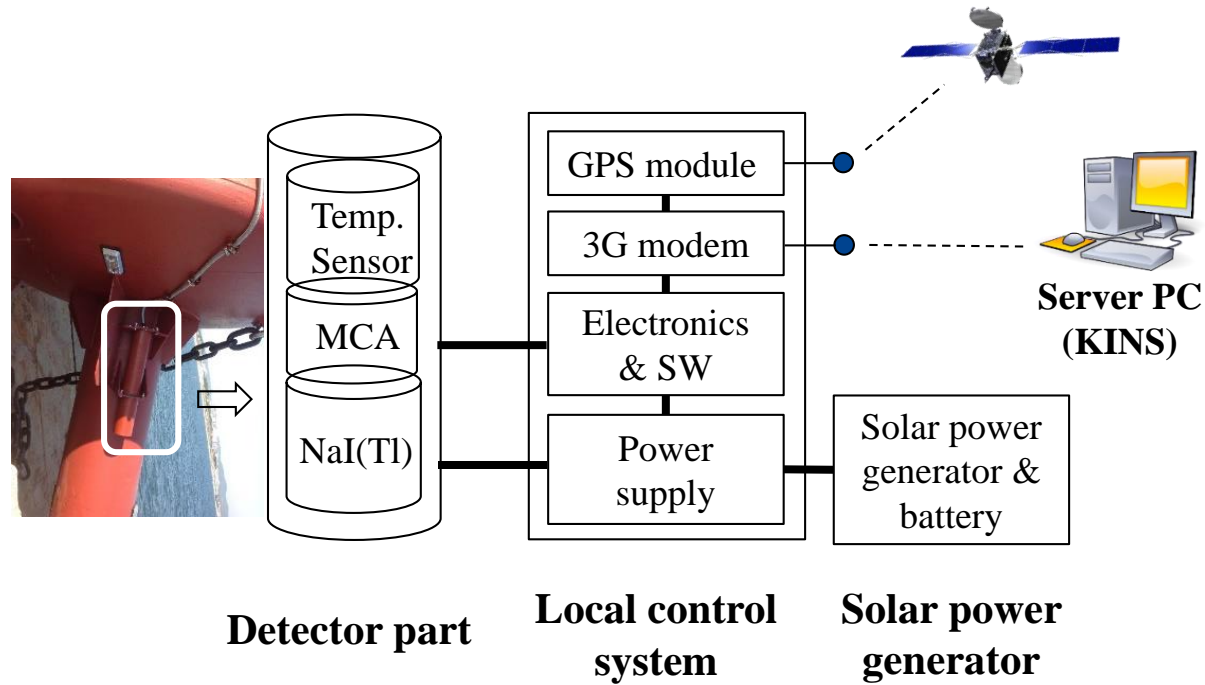 GPS module
3G modem
Temp.
Sensor
MCA
NaI(Tl)
Electronics
& SW
Power
supply
Server PC
(KINS)
Solar power
generator &
battery
Detector part
Local control
system
Solar power
generator